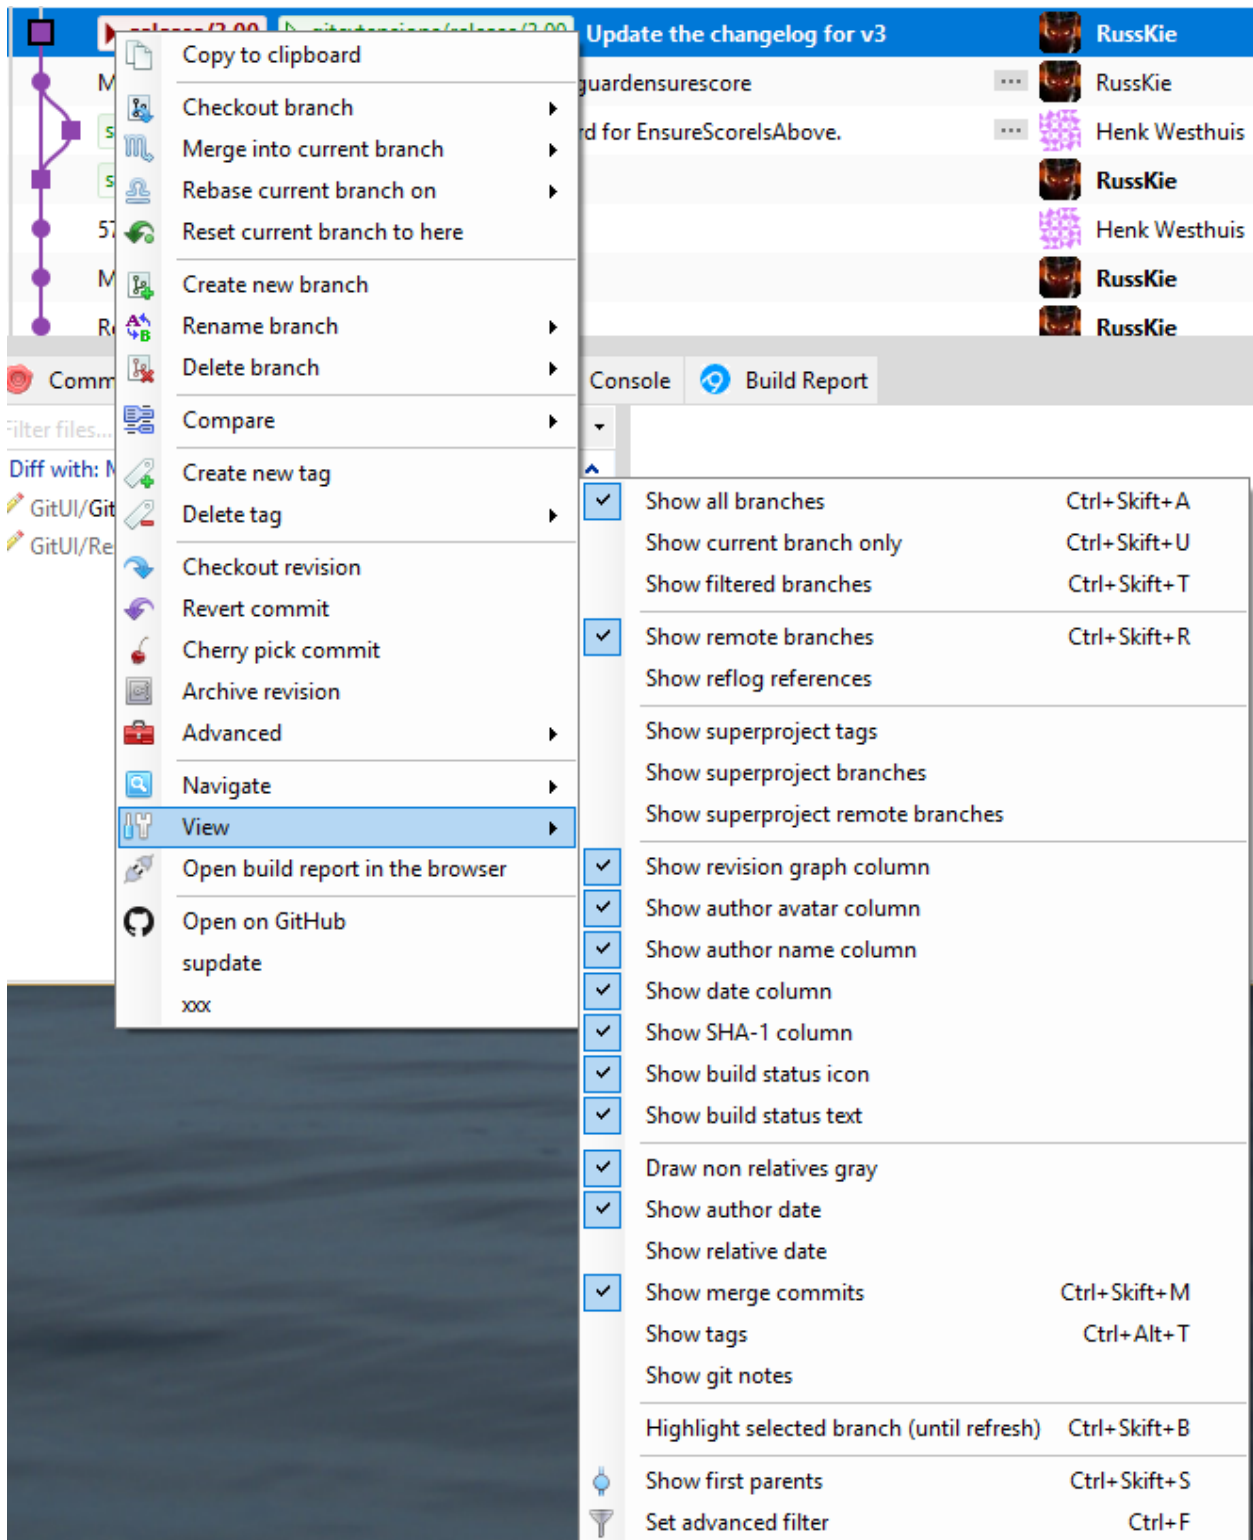 Update the changelog for v3 RussKie
guardensurescore ... RussKie
rd for EnsureScoreIsAbove. ... Henk Westhuis
RussKie
57 Henk Westhuis
M RussKie
RussKie
Copy to clipboard
Checkout branch
Merge into current branch
Rebase current branch on
Reset current branch to here
Create new branch
Rename branch
Delete branch
Compare
Create new tag
Delete tag
Checkout revision
Revert commit
Cherry pick commit
Archive revision
Advanced
Navigate
View
Open build report in the browser
Open on GitHub
supdate
xxx
Comm
Console
Build Report
Filter files...
Diff with: M
GitUI/Git
GitUI/Re
Show all branches Ctrl+Skift+A
Show current branch only Ctrl+Skift+U
Show filtered branches Ctrl+Skift+T
Show remote branches Ctrl+Skift+R
Show reflog references
Show superproject tags
Show superproject branches
Show superproject remote branches
Show revision graph column
Show author avatar column
Show author name column
Show date column
Show SHA-1 column
Show build status icon
Show build status text
Draw non relatives gray
Show author date
Show relative date
Show merge commits Ctrl+Skift+M
Show tags Ctrl+Alt+T
Show git notes
Highlight selected branch (until refresh) Ctrl+Skift+B
Show first parents Ctrl+Skift+S
Set advanced filter Ctrl+F